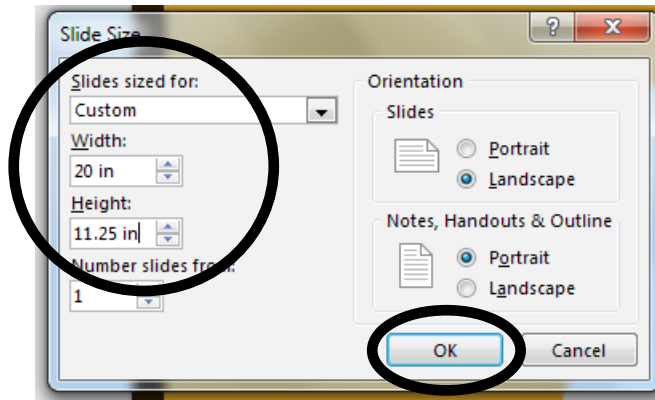 Slide Size
Slides sized for:
Custom
Width:
20 in
Height:
11.25 in
Number slides from:
1
Orientation
Slides
Portrait
Landscape
Notes, Handouts & Outline
Portrait
Landscape
OK
Cancel